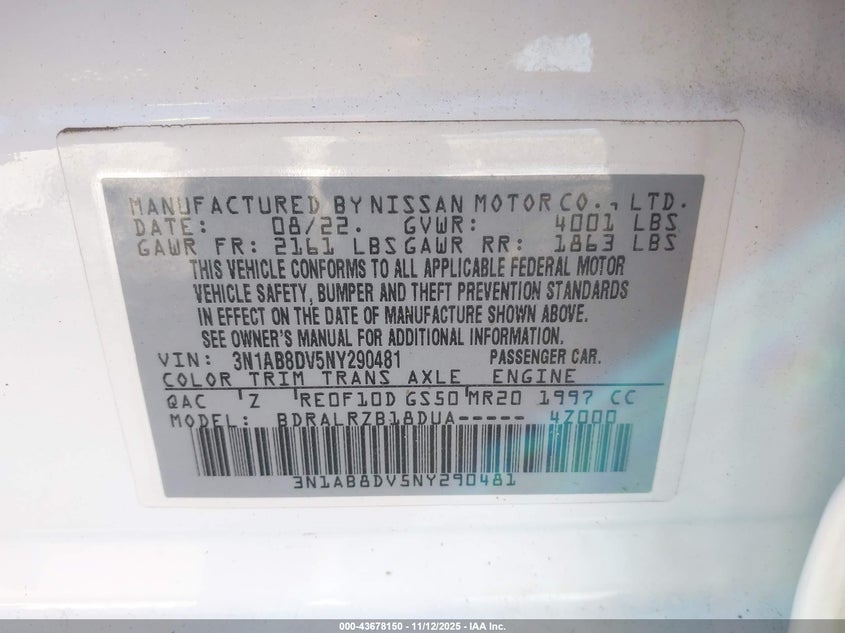 MANUFACTURED BY NISSAN MOTOR CO., LTD.
DATE: 08/22. GVWR: 4001 LBS
GAWR FR: 2161 LBS GAWR RR: 1863 LBS
THIS VEHICLE CONFORMS TO ALL APPLICABLE FEDERAL MOTOR
VEHICLE SAFETY, BUMPER AND THEFT PREVENTION STANDARDS
IN EFFECT ON THE DATE OF MANUFACTURE SHOWN ABOVE.
SEE OWNER'S MANUAL FOR ADDITIONAL INFORMATION.
VIN: 3N1AB8DV5NY290481 PASSENGER CAR.
COLOR TRIM TRANS AXLE ENGINE
QAC Z RE0F10D GS50 MR20 1997 CC
MODEL: BDRALRZB18DUA----- 4Z000
3N1AB8DV5NY290481
000-43678150 - 11/12/2025 - IAA Inc.